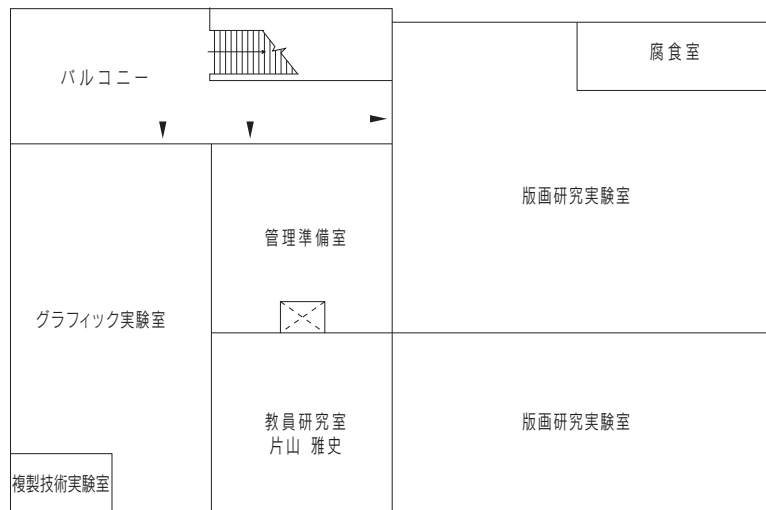 バルコニー
腐食室
版画研究実験室
管理準備室
グラフィック実験室
教員研究室
片山 雅史
版画研究実験室
複製技術実験室